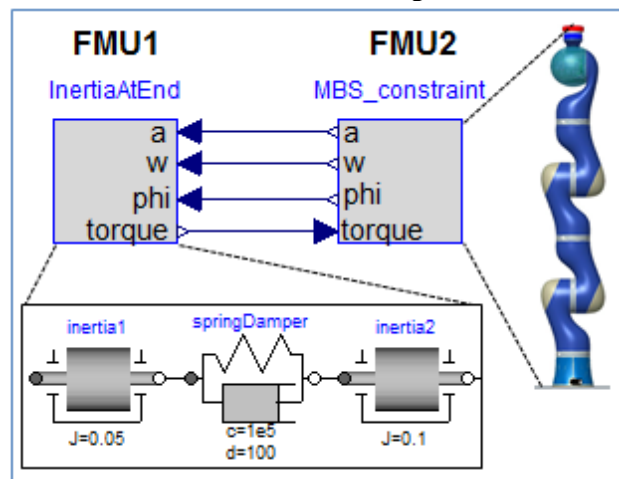 FMU1 FMU2
InertiaAtEnd MBS_constraint
a a
w w
phi phi
torque torque
inertia1 springDamper inertia2
J=0.05 c=1e5 J=0.1
d=100